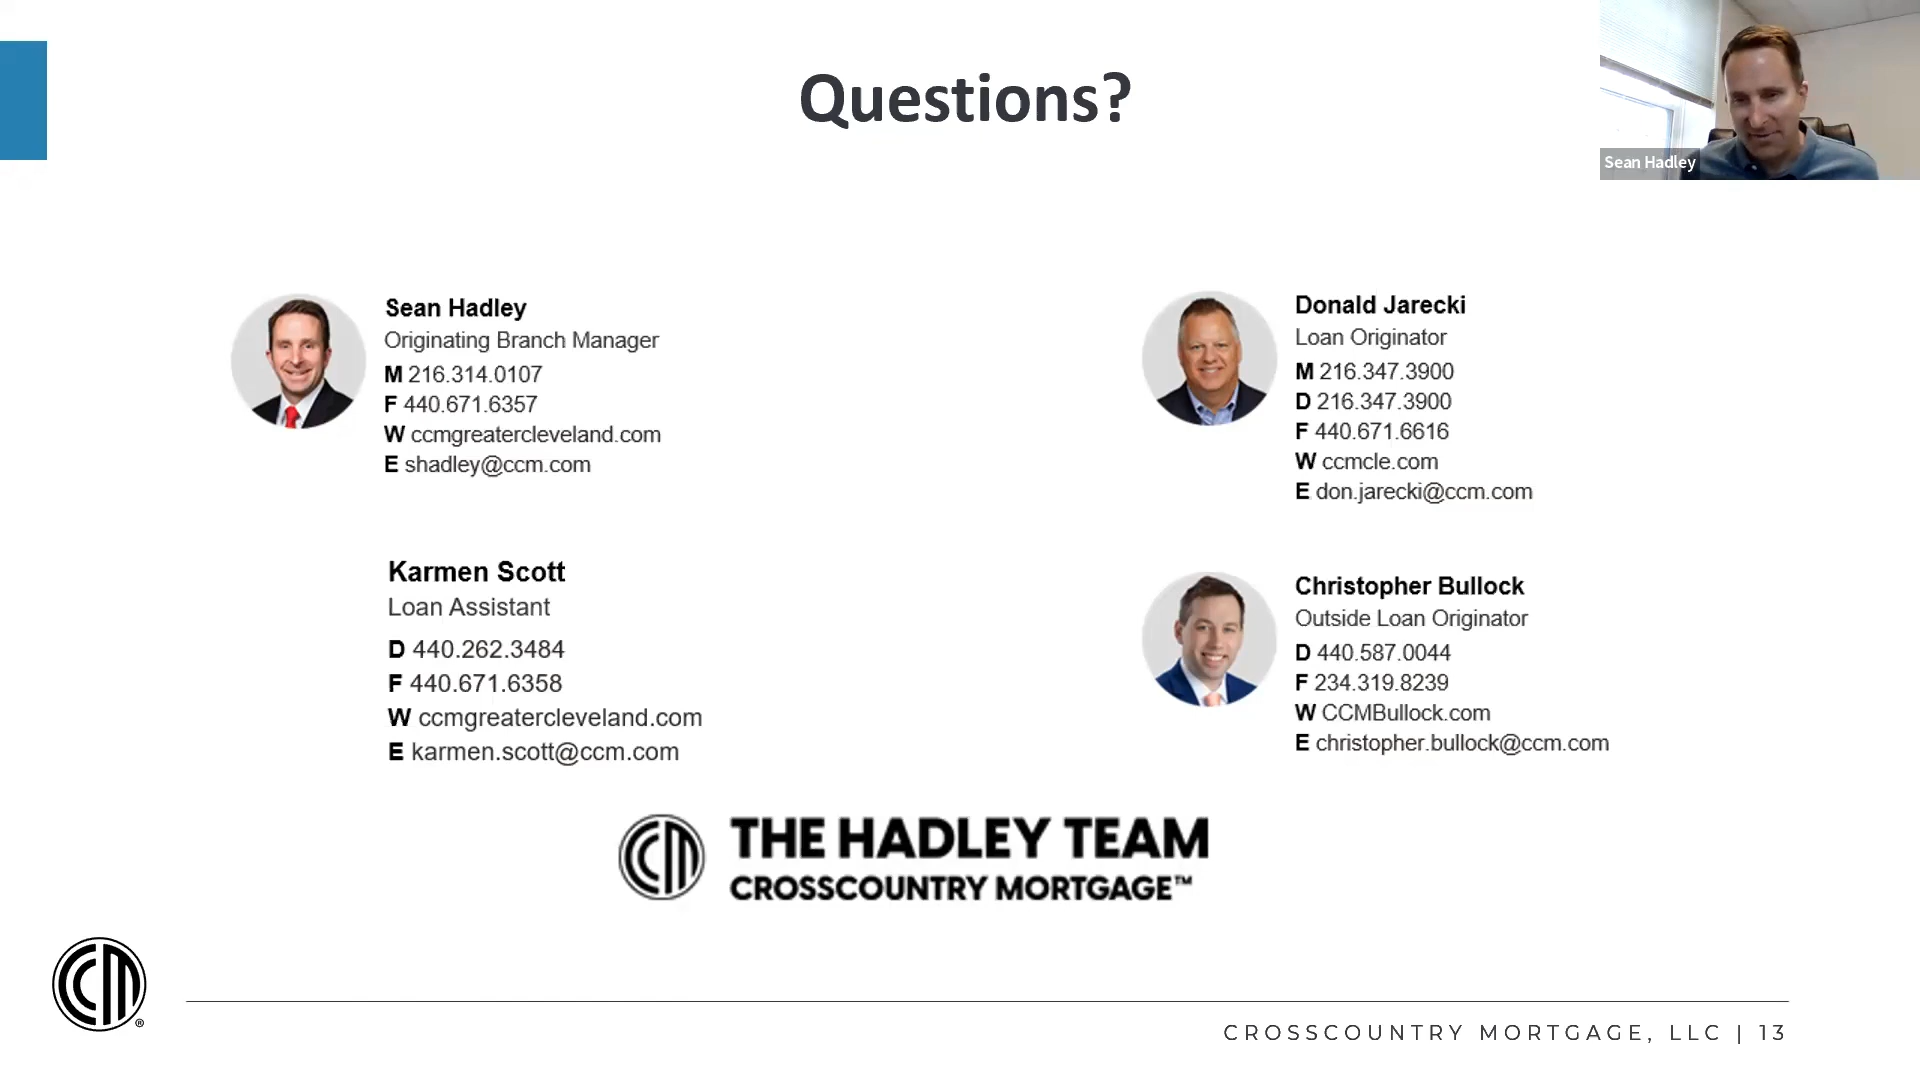 Questions?
Sean Hadley
Sean Hadley
Originating Branch Manager
M 216.314.0107
F 440.671.6357
W ccmgreatercleveland.com
E shadley@ccm.com
Donald Jarecki
Loan Originator
M 216.347.3900
D 216.347.3900
F 440.671.6616
W ccmcle.com
E don.jarecki@ccm.com
Karmen Scott
Loan Assistant
D 440.262.3484
F 440.671.6358
W ccmgreatercleveland.com
E karmen.scott@ccm.com
Christopher Bullock
Outside Loan Originator
D 440.587.0044
F 234.319.8239
W CCMBullock.com
E christopher.bullock@ccm.com
CCM THE HADLEY TEAM
CROSSCOUNTRY MORTGAGE™
CCM®
CROSSCOUNTRY MORTGAGE, LLC | 13